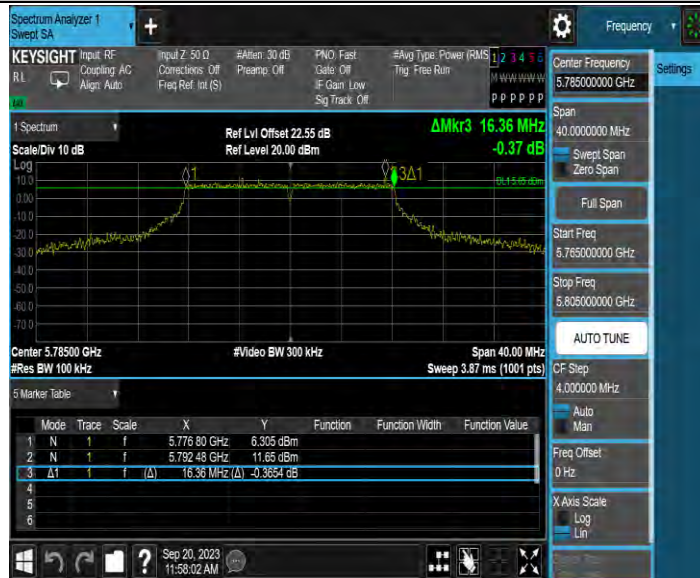 Spectrum Analyzer 1
Swept SA
Frequency
KEYSIGHT
Input: RF
Coupling: AC
Align: Auto
Input Z: 50 Ω
Corrections: Off
Freq Ref: Int (S)
#Atten: 30 dB
Preamp: Off
PNO: Fast
Gate: Off
IF Gain: Low
Sig Track: Off
#Avg Type: Power (RMS
Trig: Free Run
1 2 3 4 5 6
M W W W W W
P P P P P P
RL
1 Spectrum
Scale/Div 10 dB
Ref Lvl Offset 22.55 dB
Ref Level 20.00 dBm
ΔMkr3 16.36 MHz
-0.37 dB
Log
10.0
0.00
-10.0
-20.0
-30.0
-40.0
-50.0
-60.0
-70.0
1
3Δ1
Center 5.78500 GHz
#Video BW 300 kHz
Span 40.00 MHz
#Res BW 100 kHz
Sweep 3.87 ms (1001 pts)
5 Marker Table
Mode Trace Scale X Y Function Function Width Function Value
1 N 1 f 5.776 80 GHz 6.305 dBm
2 N 1 f 5.792 48 GHz 11.65 dBm
3 Δ1 1 f (Δ) 16.36 MHz (Δ) -0.3654 dB
4
5
6
Sep 20, 2023
11:58:02 AM
Center Frequency
5.785000000 GHz
Settings
Span
40.0000000 MHz
Swept Span
Zero Span
Full Span
Start Freq
5.765000000 GHz
Stop Freq
5.805000000 GHz
AUTO TUNE
CF Step
4.000000 MHz
Auto
Man
Freq Offset
0 Hz
X Axis Scale
Log
Lin